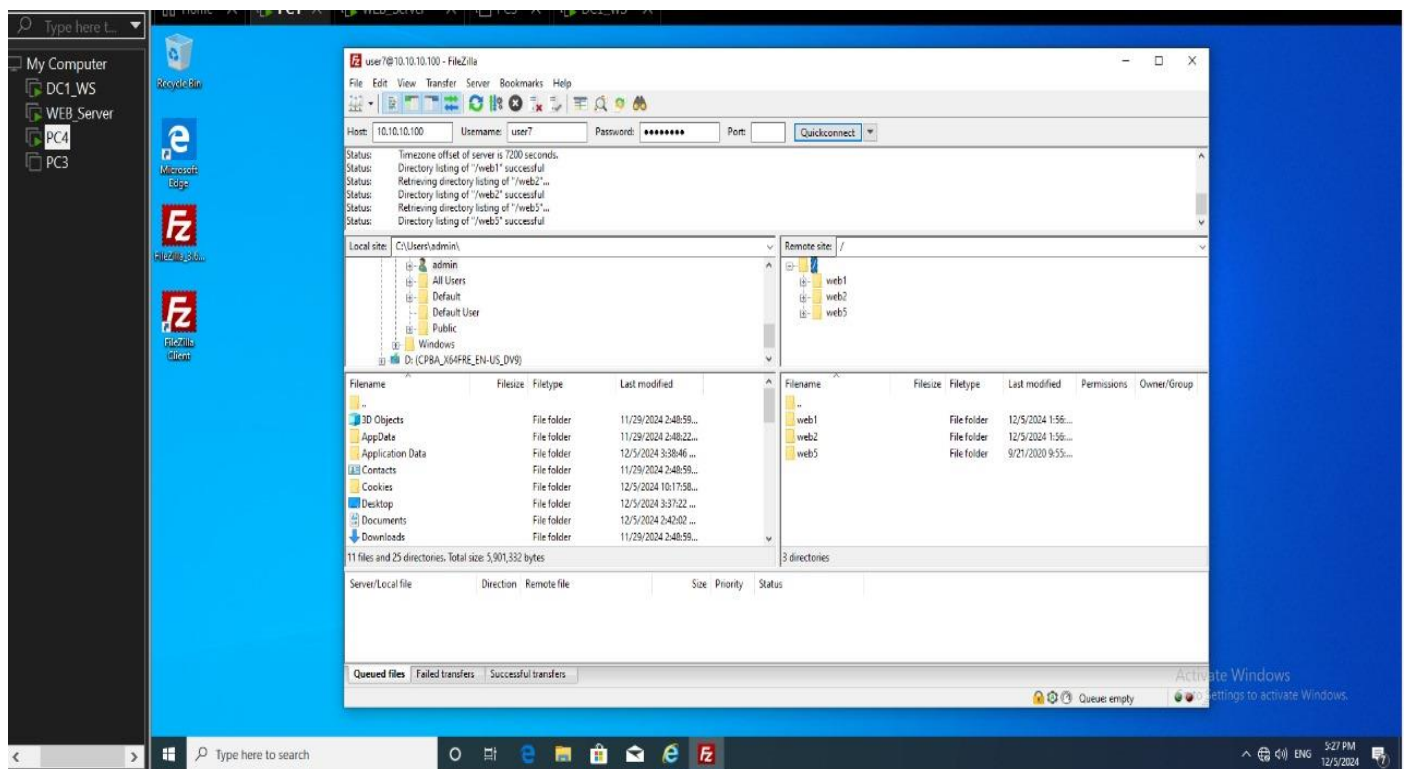 Home X PC4 X WEB_Server X PC3 X DC1_WS X
Type here t...
My Computer
DC1_WS
WEB_Server
PC4
PC3
Recycle Bin
Microsoft
Edge
FileZilla
Client
user7@10.10.10.100 - FileZilla
File Edit View Transfer Server Bookmarks Help
Host: 10.10.10.100 Username: user7 Password: ●●●●●●●● Port: Quickconnect
Status: Timezone offset of server is 7200 seconds.
Status: Directory listing of "/web1" successful
Status: Retrieving directory listing of "/web2"...
Status: Directory listing of "/web2" successful
Status: Retrieving directory listing of "/web5"...
Status: Directory listing of "/web5" successful
Local site: C:\Users\admin\
admin
All Users
Default
Default User
Public
Windows
D: (CPBA_X64FRE_EN-US_DV9)
Remote site: /
/
web1
web2
web5
Filename Filesize Filetype Last modified
..
3D Objects File folder 11/29/2024 2:48:59...
AppData File folder 11/29/2024 2:48:22...
Application Data File folder 12/5/2024 3:38:46 ...
Contacts File folder 11/29/2024 2:48:59...
Cookies File folder 12/5/2024 10:17:58...
Desktop File folder 12/5/2024 3:37:22 ...
Documents File folder 12/5/2024 2:42:02 ...
Downloads File folder 11/29/2024 2:48:59...
11 files and 25 directories. Total size: 5,901,332 bytes
Filename Filesize Filetype Last modified Permissions Owner/Group
..
web1 File folder 12/5/2024 1:56:...
web2 File folder 12/5/2024 1:56:...
web5 File folder 9/21/2020 9:55:...
3 directories
Server/Local file Direction Remote file Size Priority Status
Queued files Failed transfers Successful transfers
Queue: empty
Activate Windows
Settings to activate Windows.
Type here to search
ENG
5:27 PM
12/5/2024
7